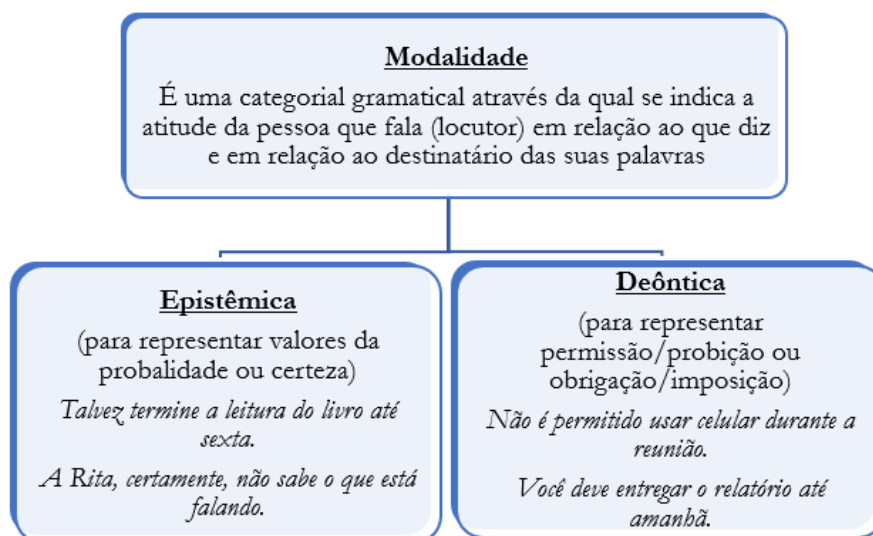 Modalidade
É uma categorial gramatical através da qual se indica a
atitude da pessoa que fala (locutor) em relação ao que diz
e em relação ao destinatário das suas palavras
Epistêmica
(para representar valores da
probalidade ou certeza)
Talvez termine a leitura do livro até
sexta.
A Rita, certamente, não sabe o que está
falando.
Deôntica
(para representar
permissão/probição ou
obrigação/imposição)
Não é permitido usar celular durante a
reunião.
Você deve entregar o relatório até
amanhã.